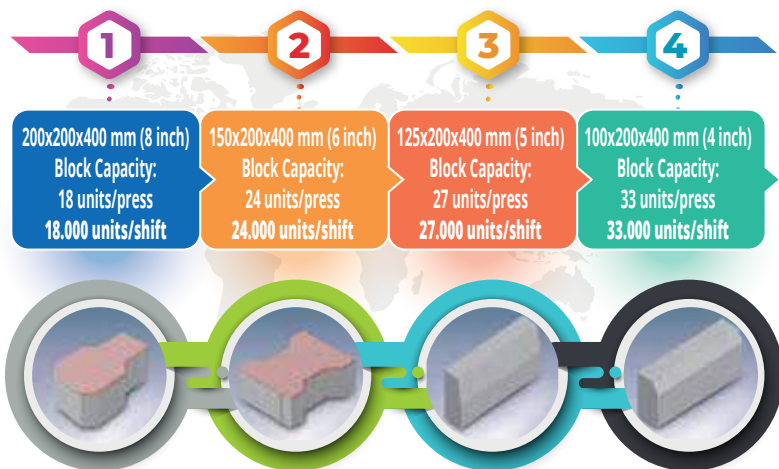 1
2
3
4
200x200x400 mm (8 inch)
Block Capacity:
18 units/press
18.000 units/shift
150x200x400 mm (6 inch)
Block Capacity:
24 units/press
24.000 units/shift
125x200x400 mm (5 inch)
Block Capacity:
27 units/press
27.000 units/shift
100x200x400 mm (4 inch)
Block Capacity:
33 units/press
33.000 units/shift